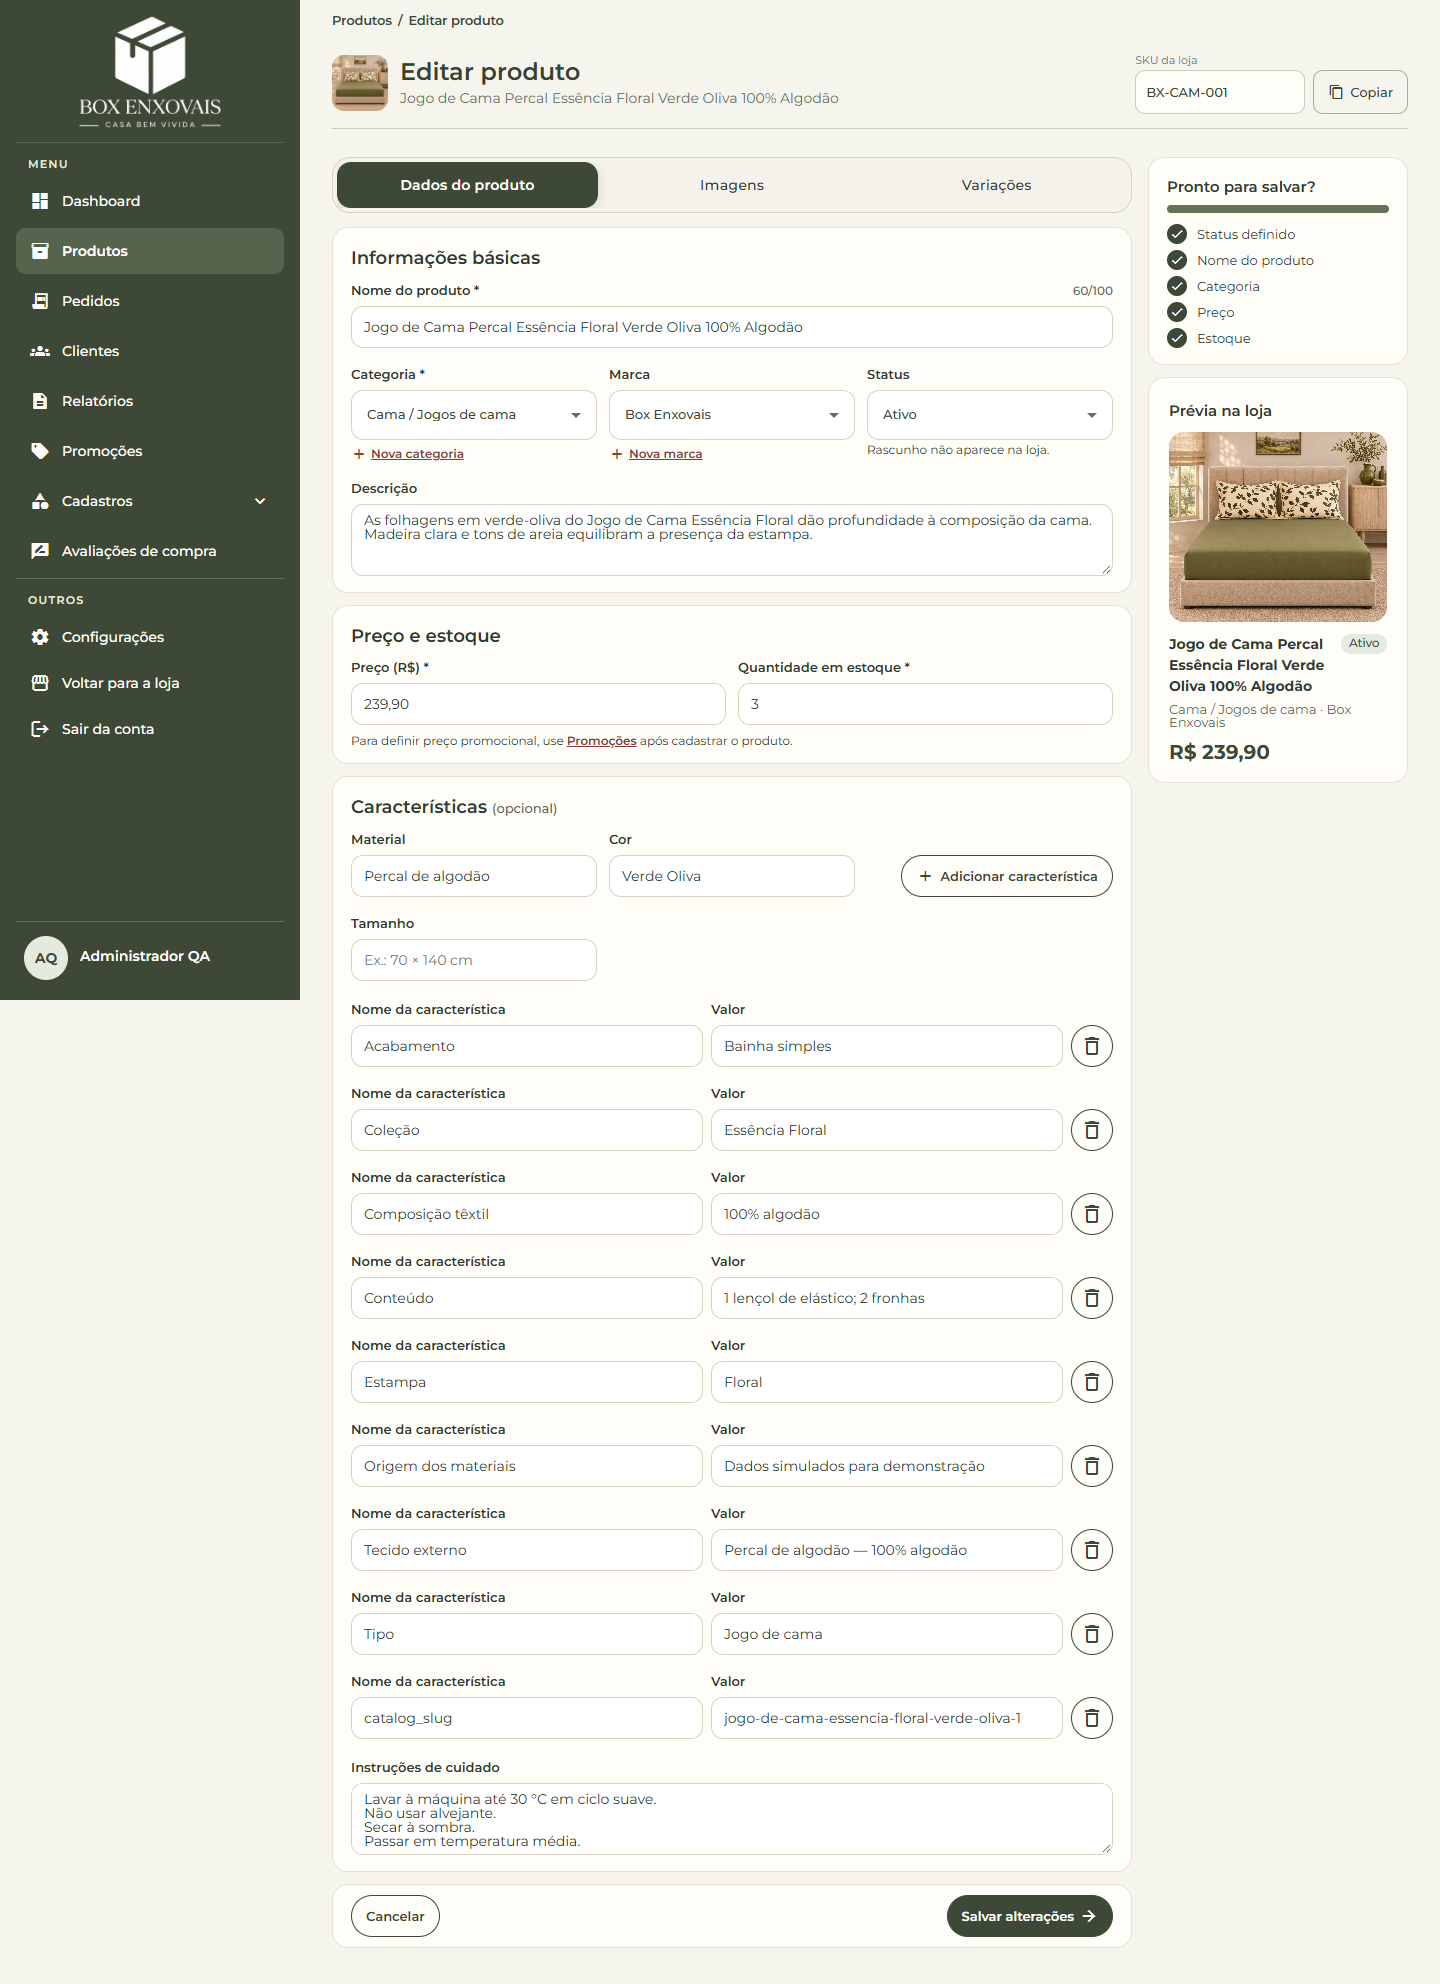 BOX ENXOVAIS
CASA BEM VIVIDA
MENU
Dashboard
Produtos
Pedidos
Clientes
Relatórios
Promoções
Cadastros
Avaliações de compra
OUTROS
Configurações
Voltar para a loja
Sair da conta
AQ
Administrador QA
Produtos / Editar produto
Editar produto
Jogo de Cama Percal Essência Floral Verde Oliva 100% Algodão
SKU da loja
BX-CAM-001
Copiar
Dados do produto
Imagens
Variações
Informações básicas
Nome do produto *
60/100
Jogo de Cama Percal Essência Floral Verde Oliva 100% Algodão
Categoria *
Marca
Status
Cama / Jogos de cama
Box Enxovais
Ativo
+ Nova categoria
+ Nova marca
Rascunho não aparece na loja.
Descrição
As folhagens em verde-oliva do Jogo de Cama Essência Floral dão profundidade à composição da cama.
Madeira clara e tons de areia equilibram a presença da estampa.
Preço e estoque
Preço (R$) *
Quantidade em estoque *
239,90
3
Para definir preço promocional, use Promoções após cadastrar o produto.
Características (opcional)
Material
Cor
Percal de algodão
Verde Oliva
+ Adicionar característica
Tamanho
Ex.: 70 × 140 cm
Nome da característica
Valor
Acabamento
Bainha simples
Nome da característica
Valor
Coleção
Essência Floral
Nome da característica
Valor
Composição têxtil
100% algodão
Nome da característica
Valor
Conteúdo
1 lençol de elástico; 2 fronhas
Nome da característica
Valor
Estampa
Floral
Nome da característica
Valor
Origem dos materiais
Dados simulados para demonstração
Nome da característica
Valor
Tecido externo
Percal de algodão — 100% algodão
Nome da característica
Valor
Tipo
Jogo de cama
Nome da característica
Valor
catalog_slug
jogo-de-cama-essencia-floral-verde-oliva-1
Instruções de cuidado
Lavar à máquina até 30 °C em ciclo suave.
Não usar alvejante.
Secar à sombra.
Passar em temperatura média.
Cancelar
Salvar alterações
Pronto para salvar?
Status definido
Nome do produto
Categoria
Preço
Estoque
Prévia na loja
Jogo de Cama Percal
Essência Floral Verde
Oliva 100% Algodão
Ativo
Cama / Jogos de cama · Box
Enxovais
R$ 239,90